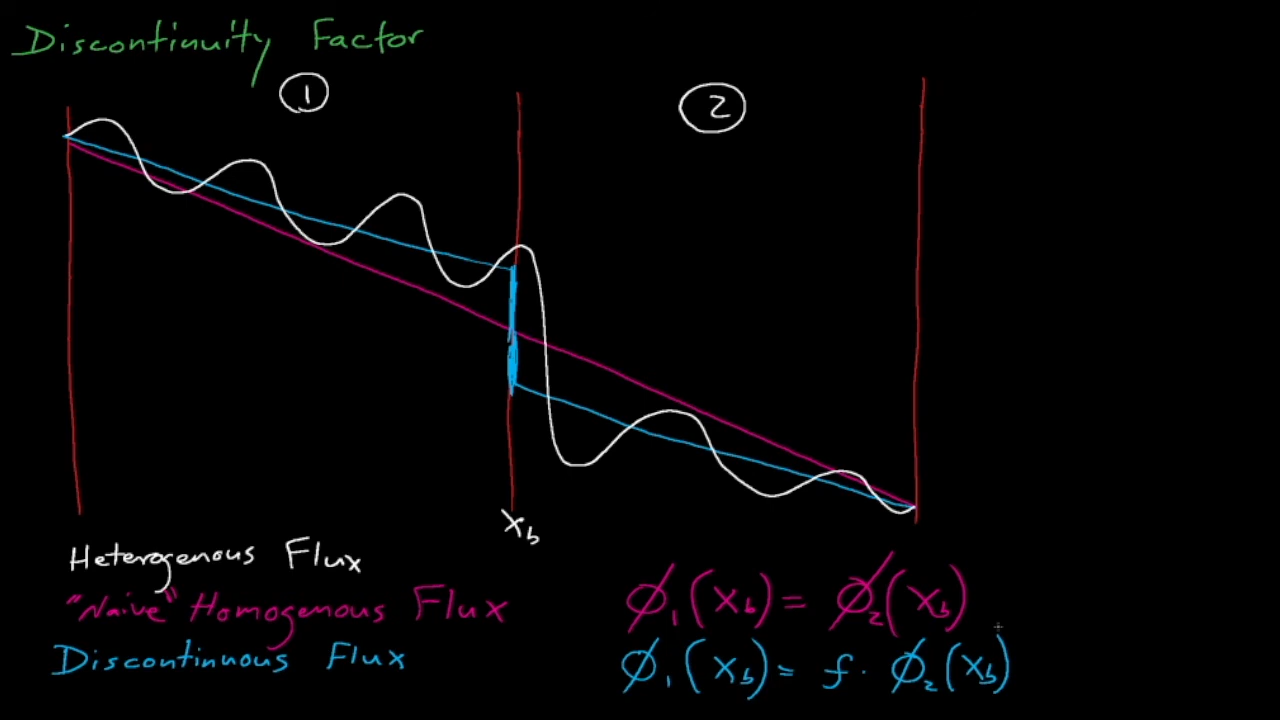 Discontinuity Factor
1
2
x_b
Heterogenous Flux
"Naive" Homogenous Flux
Discontinuous Flux
ϕ₁(x_b) = ϕ₂(x_b)
ϕ₁(x_b) = f · ϕ₂(x_b)